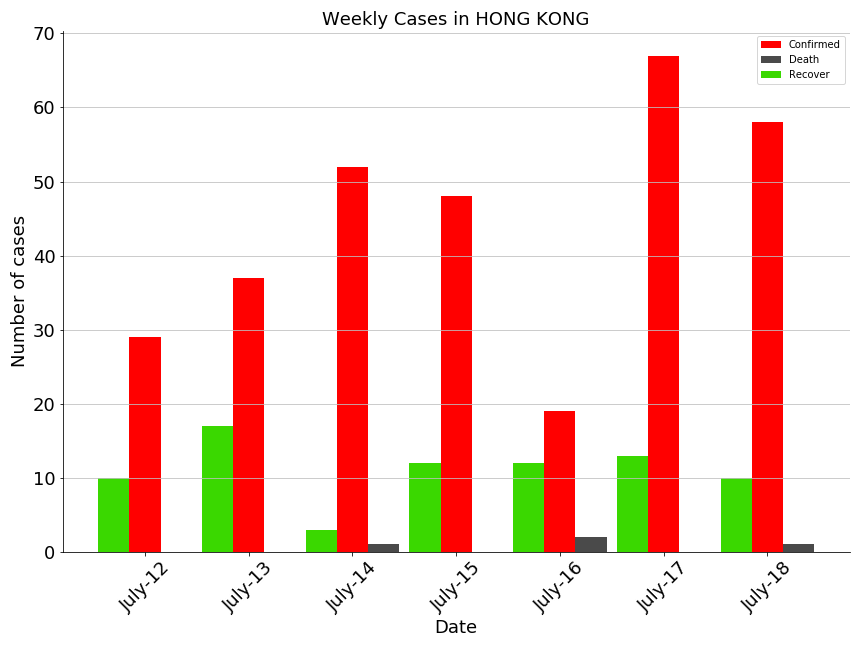 Weekly Cases in HONG KONG
Confirmed
Death
Recover
70
60
50
40
30
20
10
0
Number of cases
July-12
July-13
July-14
July-15
July-16
July-17
July-18
Date